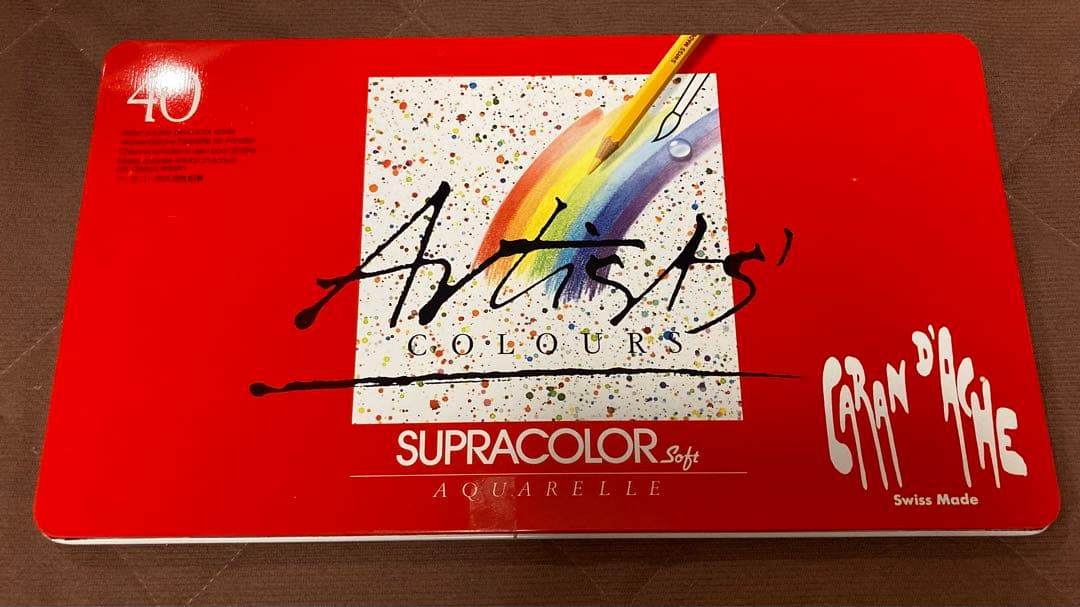 40
SWISS MADE
Artists'
COLOURS
SUPRACOLOR Soft
AQUARELLE
CARAN D'ACHE
Swiss Made